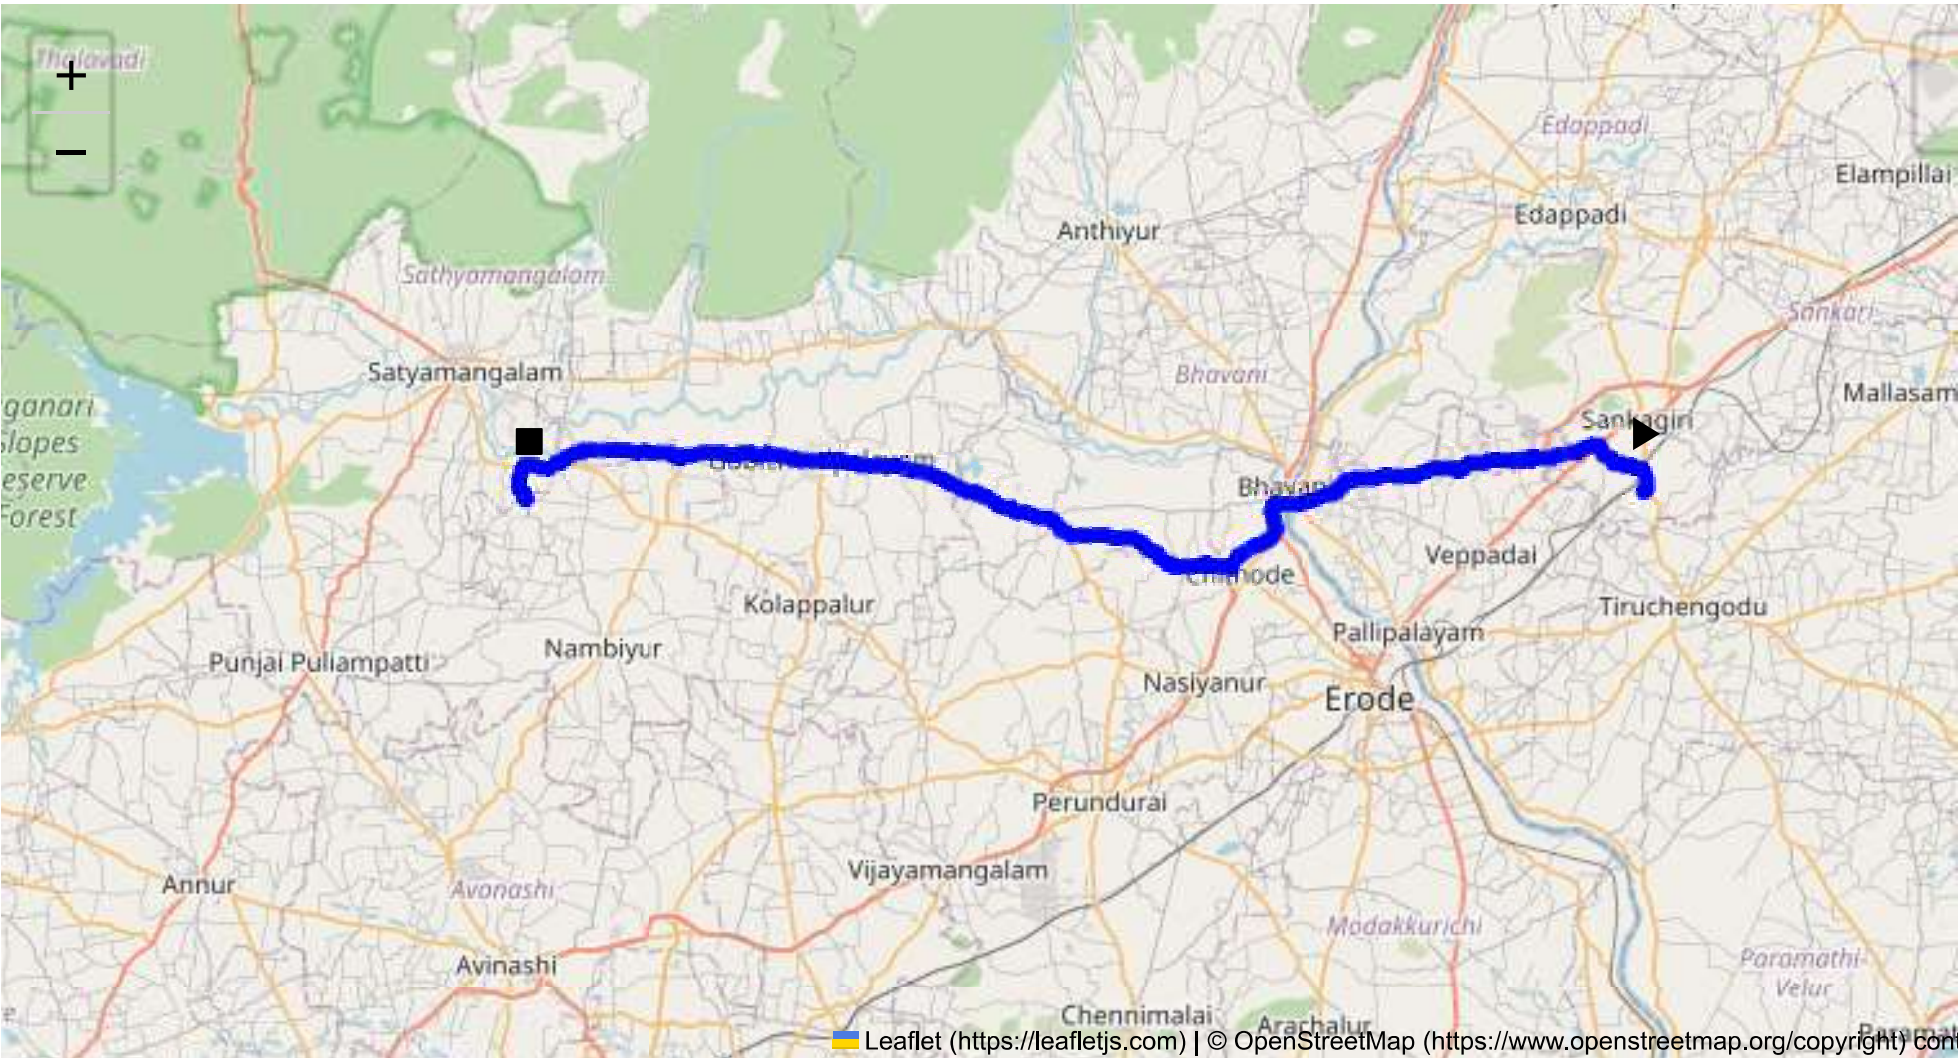 Thalavadi
+
−
Edappadi
Elampillai
Edappadi
Anthiyur
Sathyamangalam
Sankari
Satyamangalam
Bhavani
Mallasam
ganari
Slopes
eserve
Forest
Sankagiri
Bhavani
Veppadai
Chithode
Kolappalur
Tiruchengodu
Pallipalayam
Nambiyur
Punjai Puliampatti
Nasiyanur
Erode
Perundurai
Vijayamangalam
Annur
Avanashi
Modakkurichi
Avinashi
Paramathi-
Velur
Chennimalai
Arachalur
Leaflet (https://leafletjs.com) | © OpenStreetMap (https://www.openstreetmap.org/copyright) con